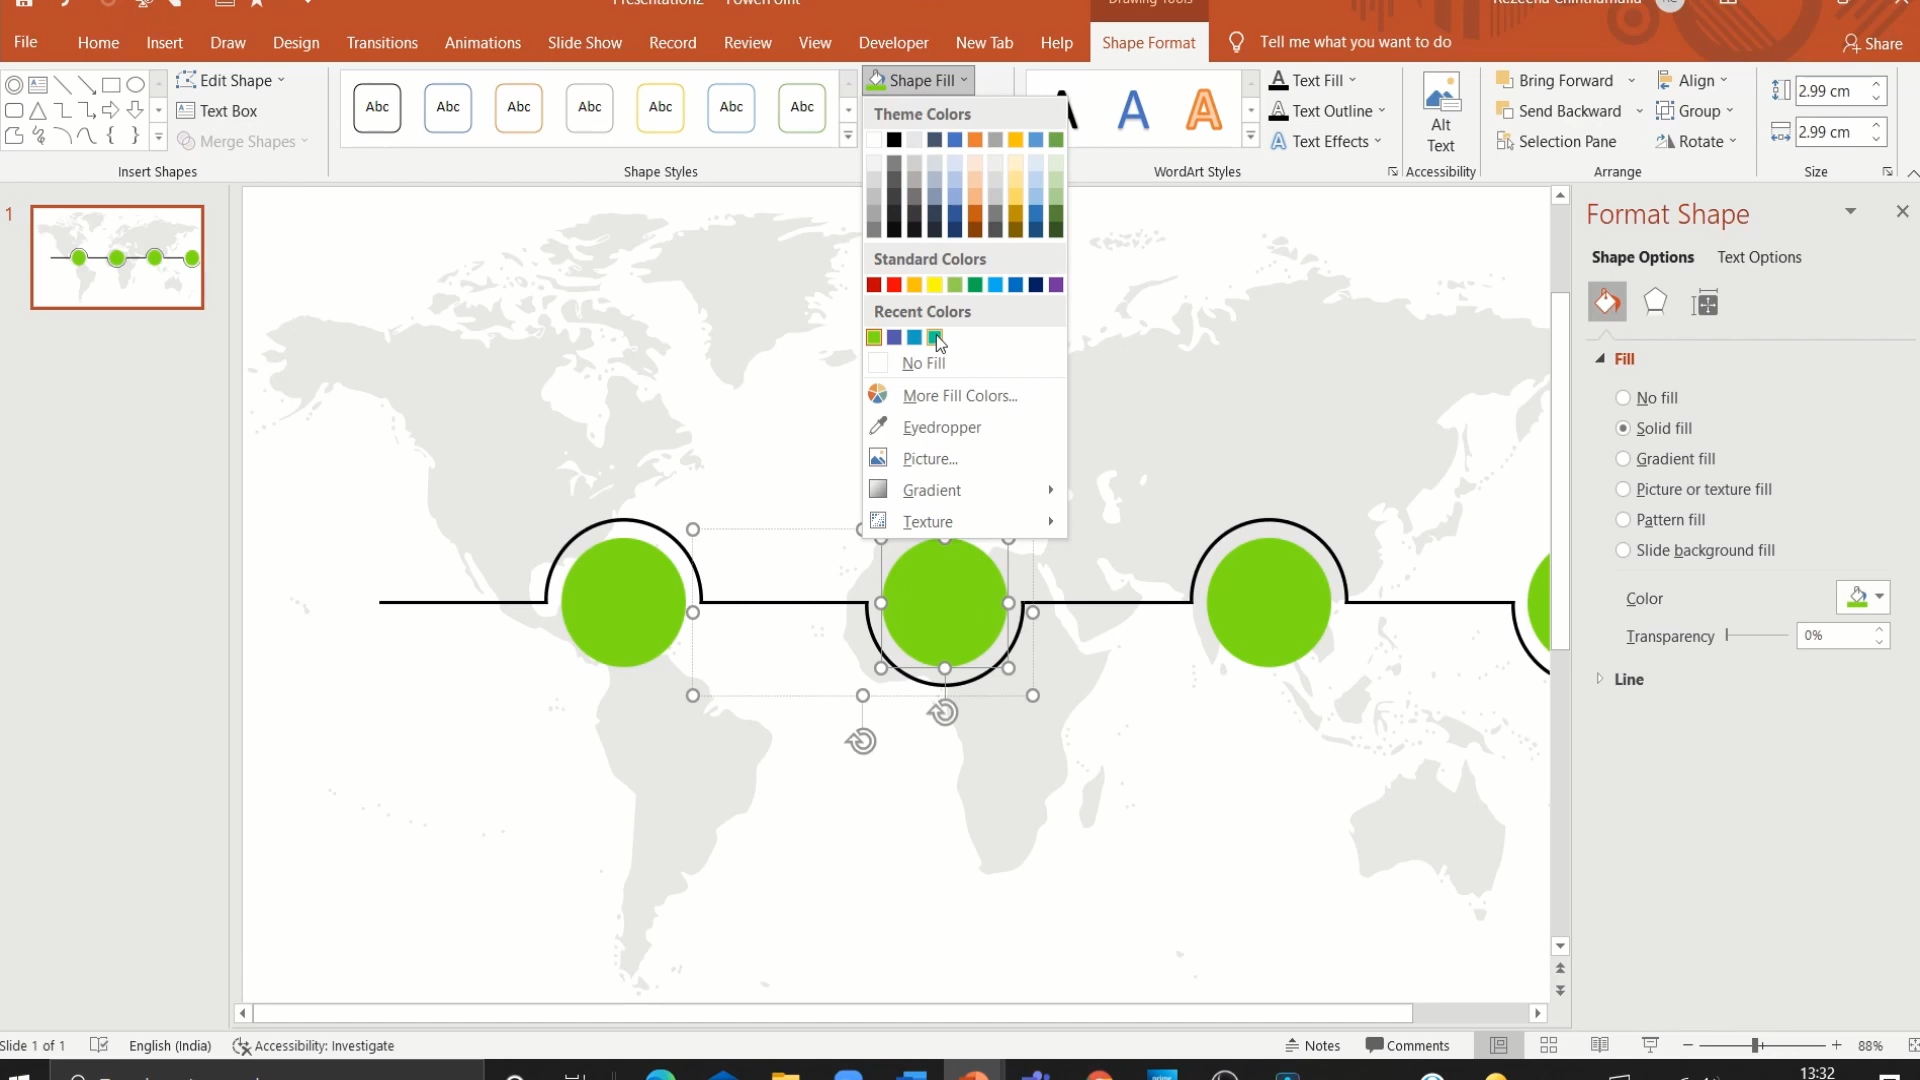 Presentation2 - PowerPoint
Drawing Tools
File Home Insert Draw Design Transitions Animations Slide Show Record Review View Developer New Tab Help Shape Format Tell me what you want to do Share
Edit Shape
Text Box
Merge Shapes
Insert Shapes
Abc Abc Abc Abc Abc Abc Abc
Shape Styles
Shape Fill
Theme Colors
Standard Colors
Recent Colors
No Fill
More Fill Colors...
Eyedropper
Picture...
Gradient
Texture
A A A
WordArt Styles
Text Fill
Text Outline
Text Effects
Alt
Text
Accessibility
Bring Forward
Send Backward
Selection Pane
Align
Group
Rotate
Arrange
2.99 cm
2.99 cm
Size
1
Format Shape
Shape Options Text Options
Fill
No fill
Solid fill
Gradient fill
Picture or texture fill
Pattern fill
Slide background fill
Color
Transparency 0%
Line
Slide 1 of 1 English (India) Accessibility: Investigate Notes Comments 88%
13:32